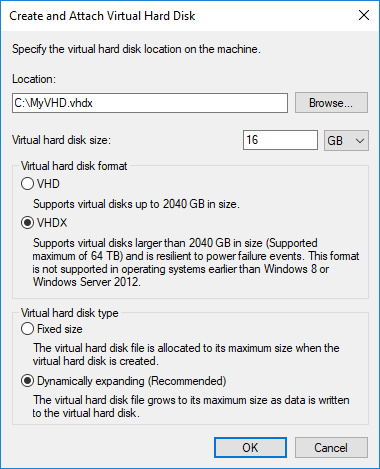 Create and Attach Virtual Hard Disk
Specify the virtual hard disk location on the machine.
Location:
C:\MyVHD.vhdx
Browse...
Virtual hard disk size:
16
GB
Virtual hard disk format
VHD
Supports virtual disks up to 2040 GB in size.
VHDX
Supports virtual disks larger than 2040 GB in size (Supported
maximum of 64 TB) and is resilient to power failure events. This format
is not supported in operating systems earlier than Windows 8 or
Windows Server 2012.
Virtual hard disk type
Fixed size
The virtual hard disk file is allocated to its maximum size when the
virtual hard disk is created.
Dynamically expanding (Recommended)
The virtual hard disk file grows to its maximum size as data is written
to the virtual hard disk.
OK
Cancel